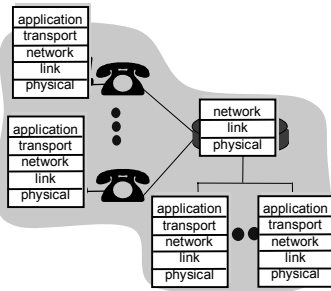 application
transport
network
link
physical
application
transport
network
link
physical
network
link
physical
application
transport
network
link
physical
application
transport
network
link
physical